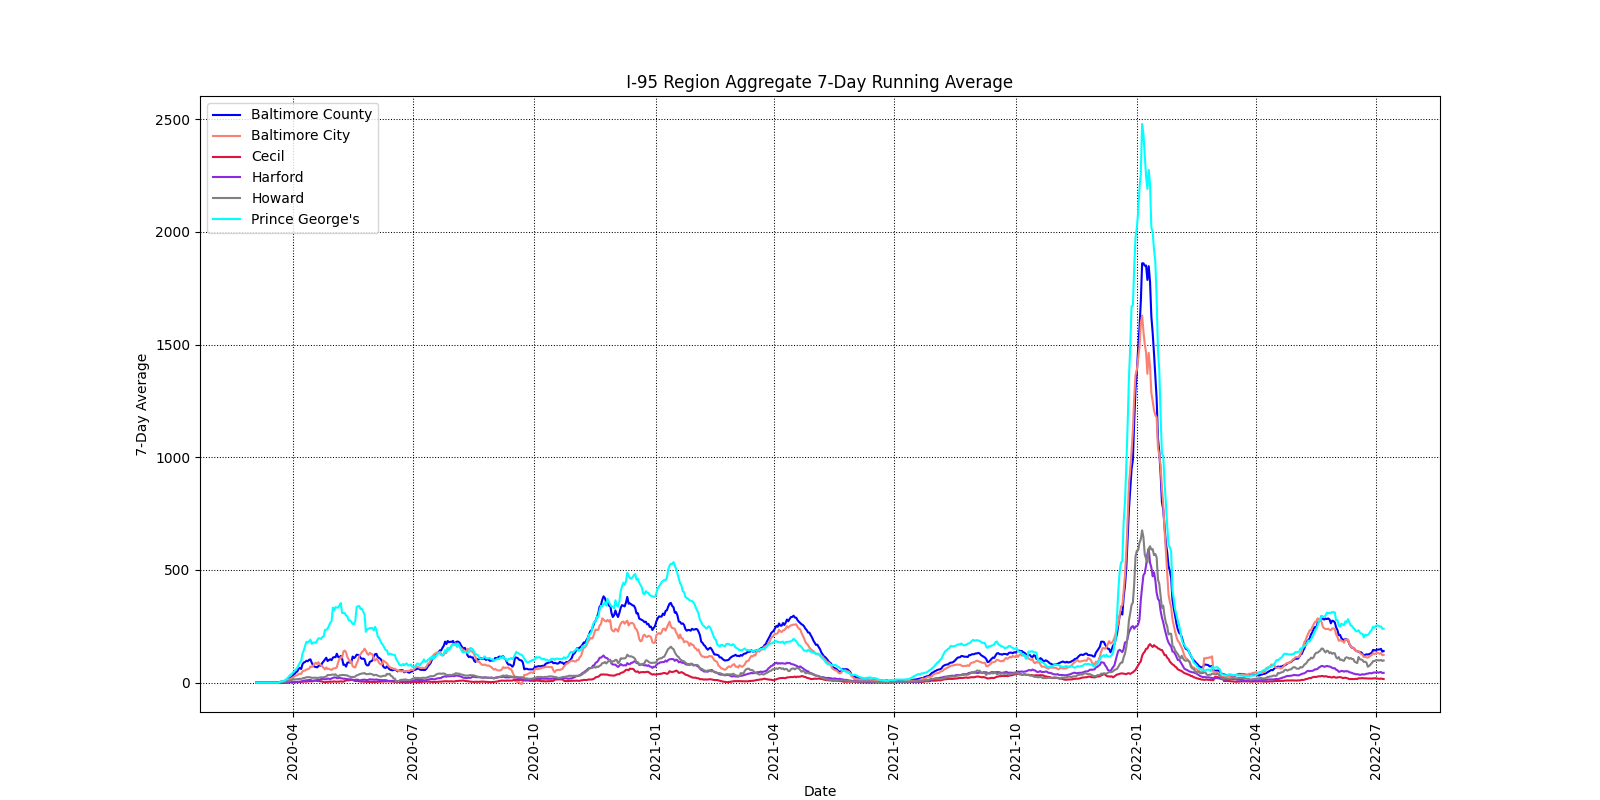 I-95 Region Aggregate 7-Day Running Average
Baltimore County
Baltimore City
Cecil
Harford
Howard
Prince George's
2500
2000
1500
1000
500
0
7-Day Average
2020-04
2020-07
2020-10
2021-01
2021-04
2021-07
2021-10
2022-01
2022-04
2022-07
Date